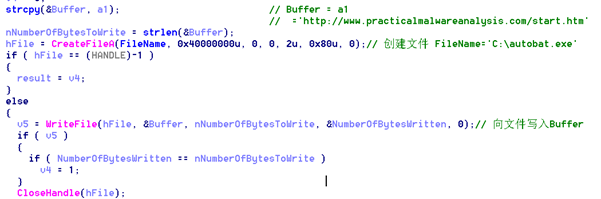 strcpy(&Buffer, a1); // Buffer = a1
// ='http://www.practicalmalwareanalysis.com/start.htm'
nNumberOfBytesToWrite = strlen(&Buffer);
hFile = CreateFileA(FileName, 0x40000000u, 0, 0, 2u, 0x80u, 0);// 创建文件 FileName='C:\autobat.exe'
if ( hFile == (HANDLE)-1 )
{
result = v4;
}
else
{
v5 = WriteFile(hFile, &Buffer, nNumberOfBytesToWrite, &NumberOfBytesWritten, 0);// 向文件写入Buffer
if ( v5 )
{
if ( NumberOfBytesWritten == nNumberOfBytesToWrite )
v4 = 1;
}
CloseHandle(hFile);